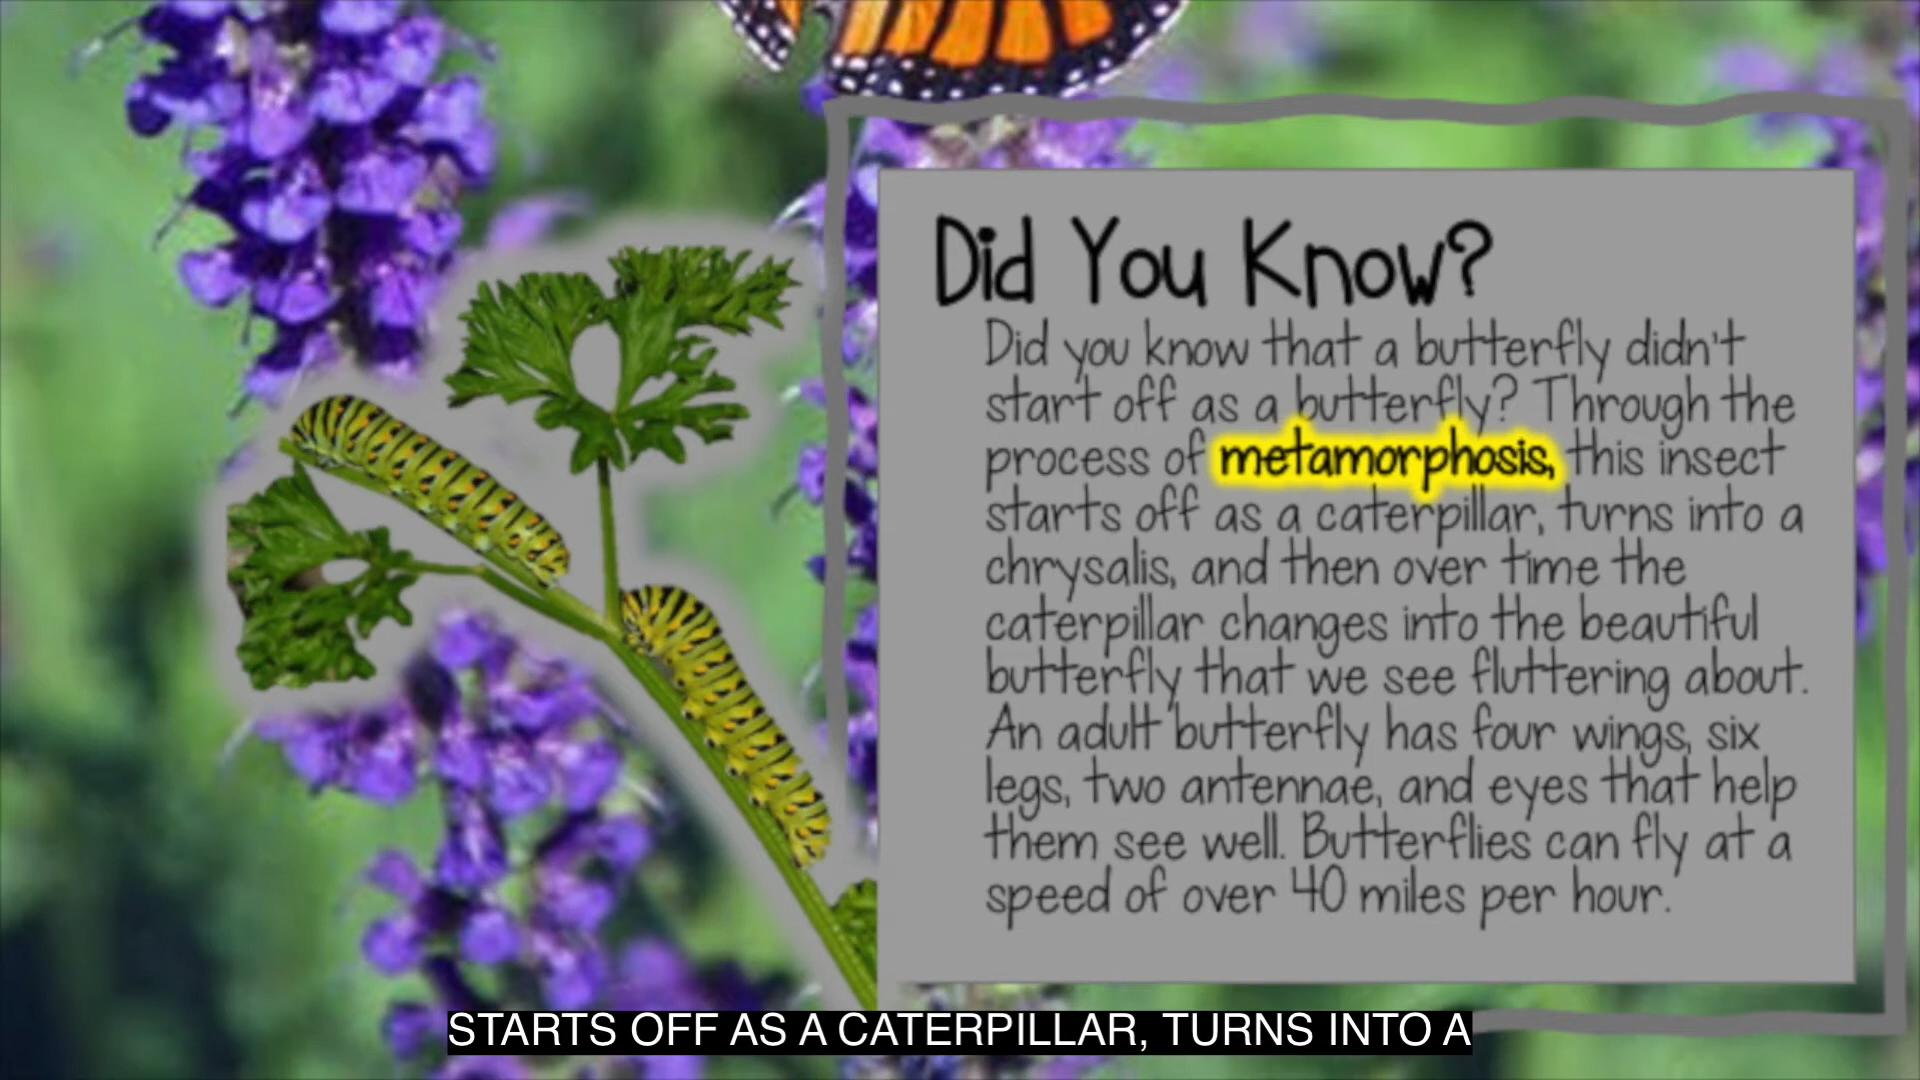 Did You Know?
Did you know that a butterfly didn't
start off as a butterfly? Through the
process of metamorphosis, this insect
starts off as a caterpillar, turns into a
chrysalis, and then over time the
caterpillar changes into the beautiful
butterfly that we see fluttering about.
An adult butterfly has four wings, six
legs, two antennae, and eyes that help
them see well. Butterflies can fly at a
speed of over 40 miles per hour.
STARTS OFF AS A CATERPILLAR, TURNS INTO A